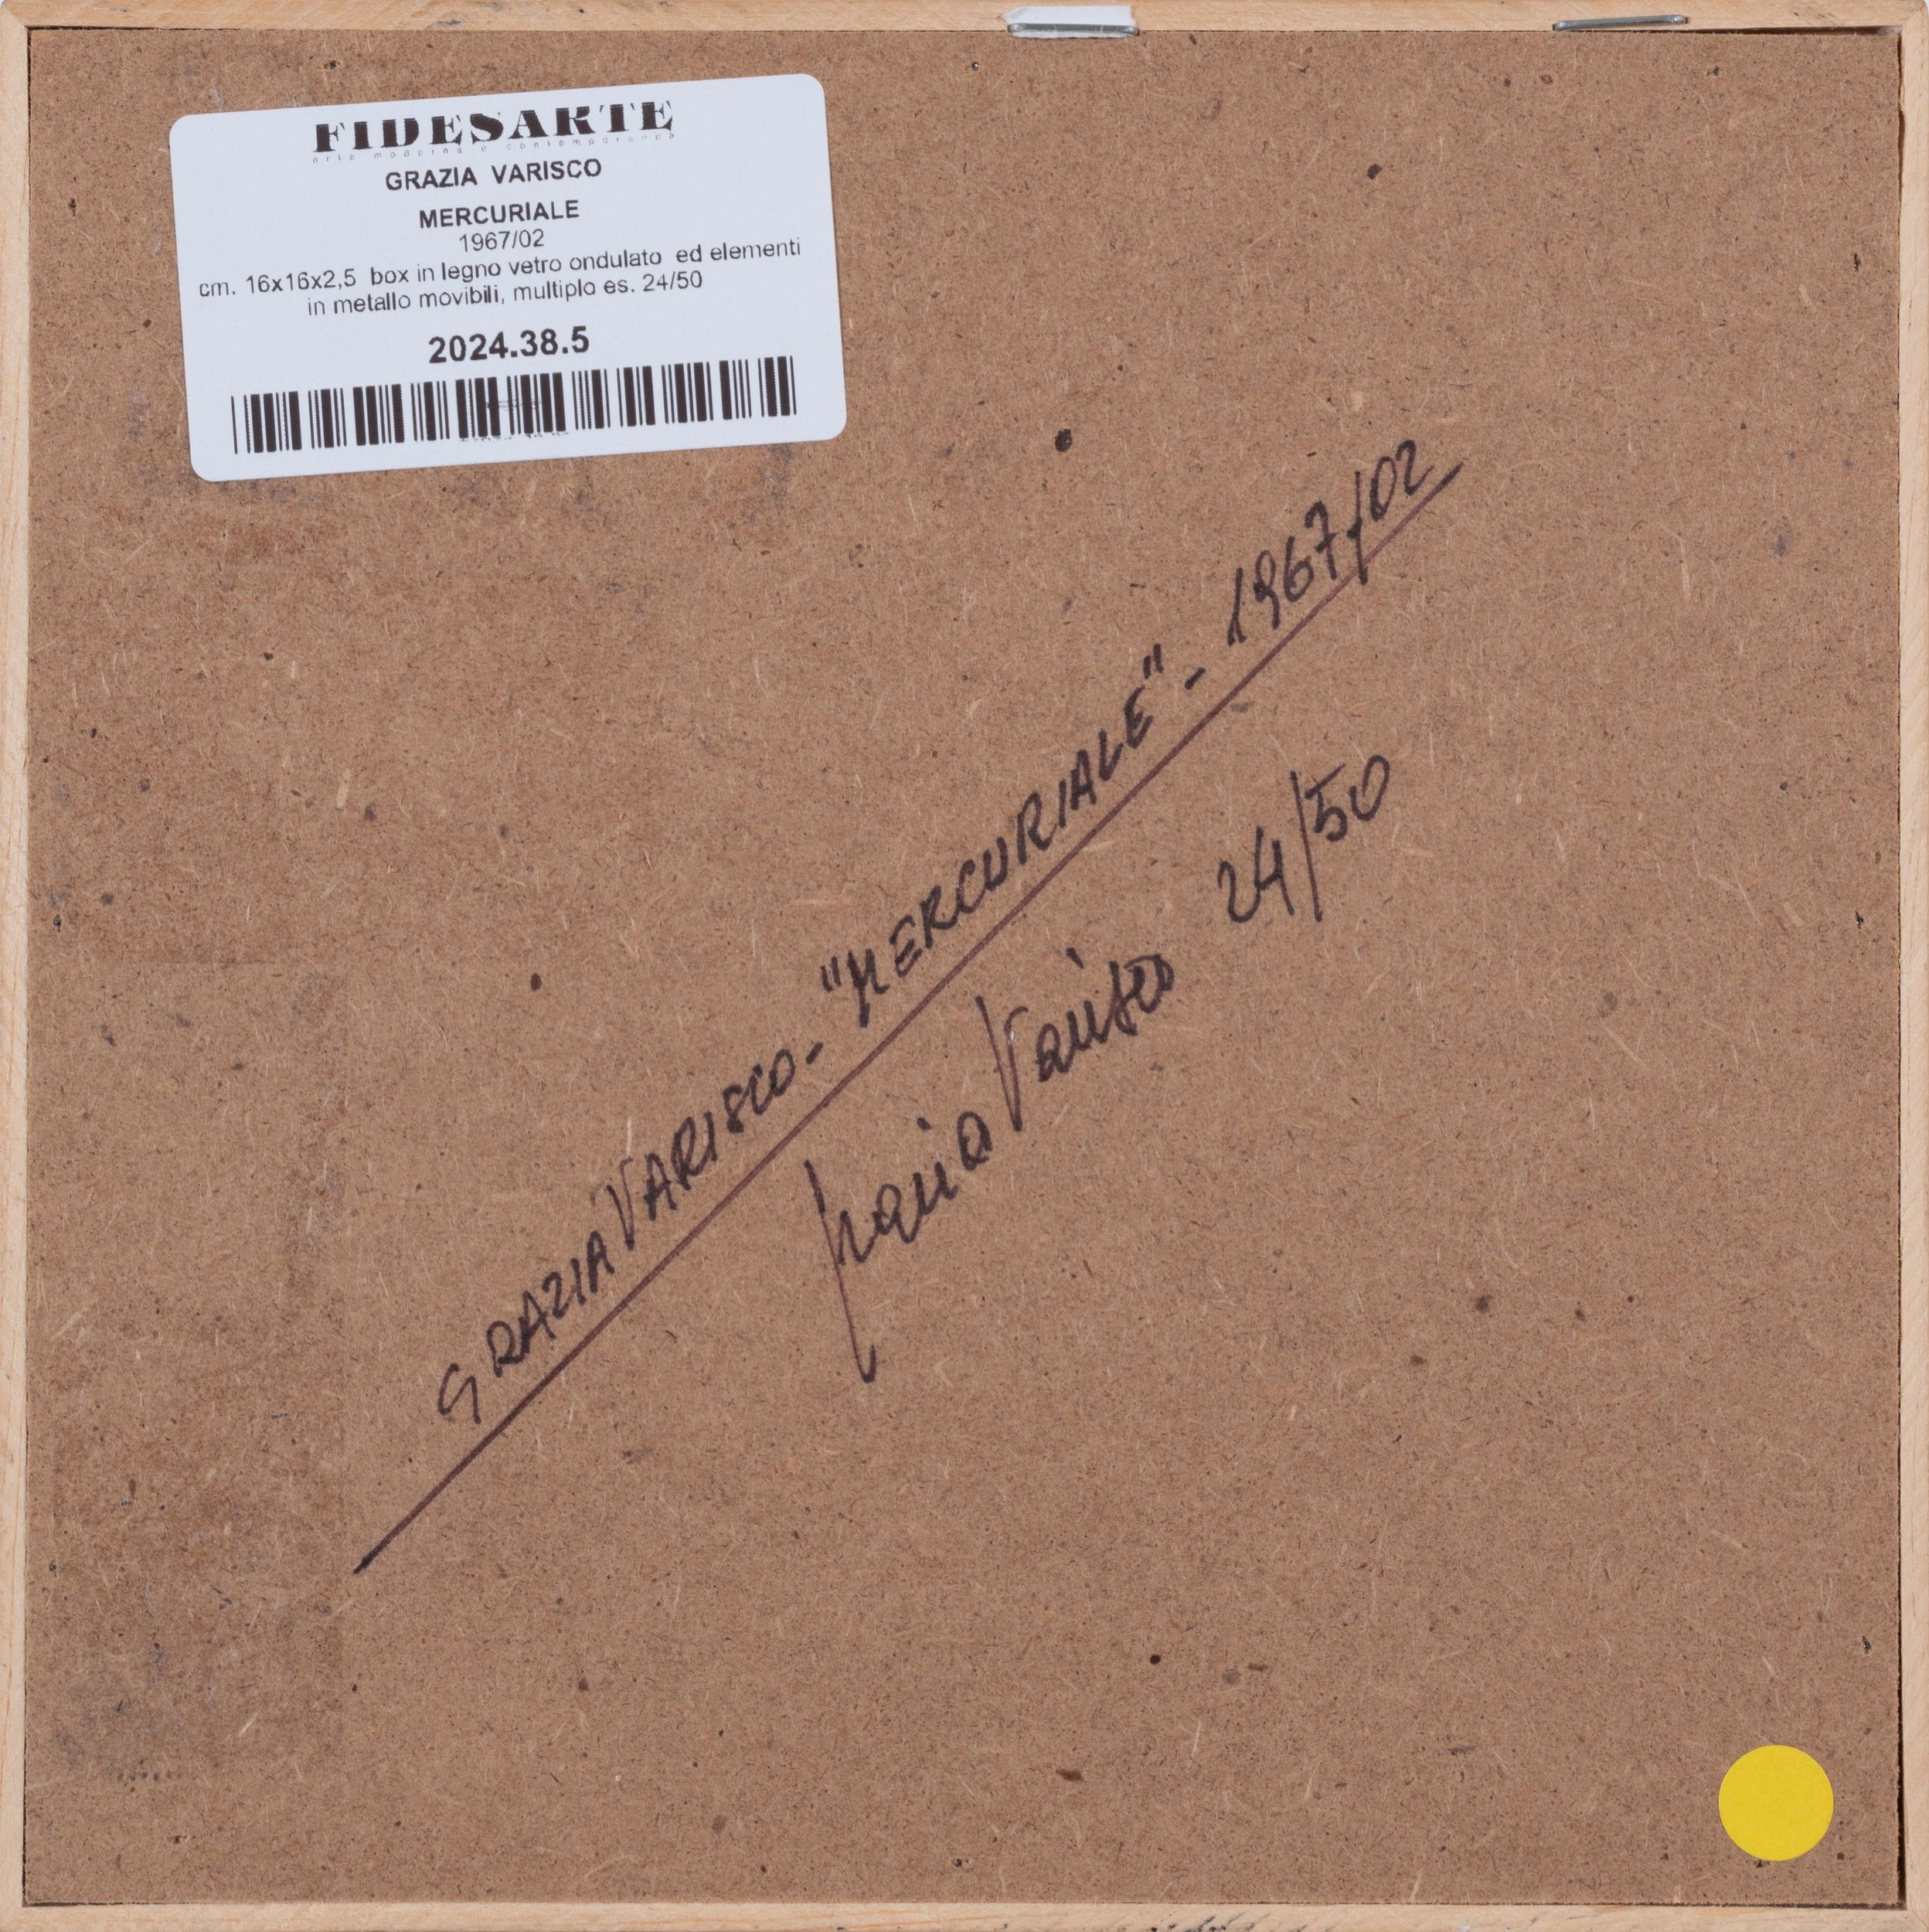 FIDESARTE
arte moderna e contemporanea
GRAZIA VARISCO
MERCURIALE
1967/02
cm. 16x16x2,5 box in legno vetro ondulato ed elementi
in metallo movibili, multiplo es. 24/50
2024.38.5
GRAZIA VARISCO - "MERCURIALE" - 1967/02
Grazia Varisco 24/50